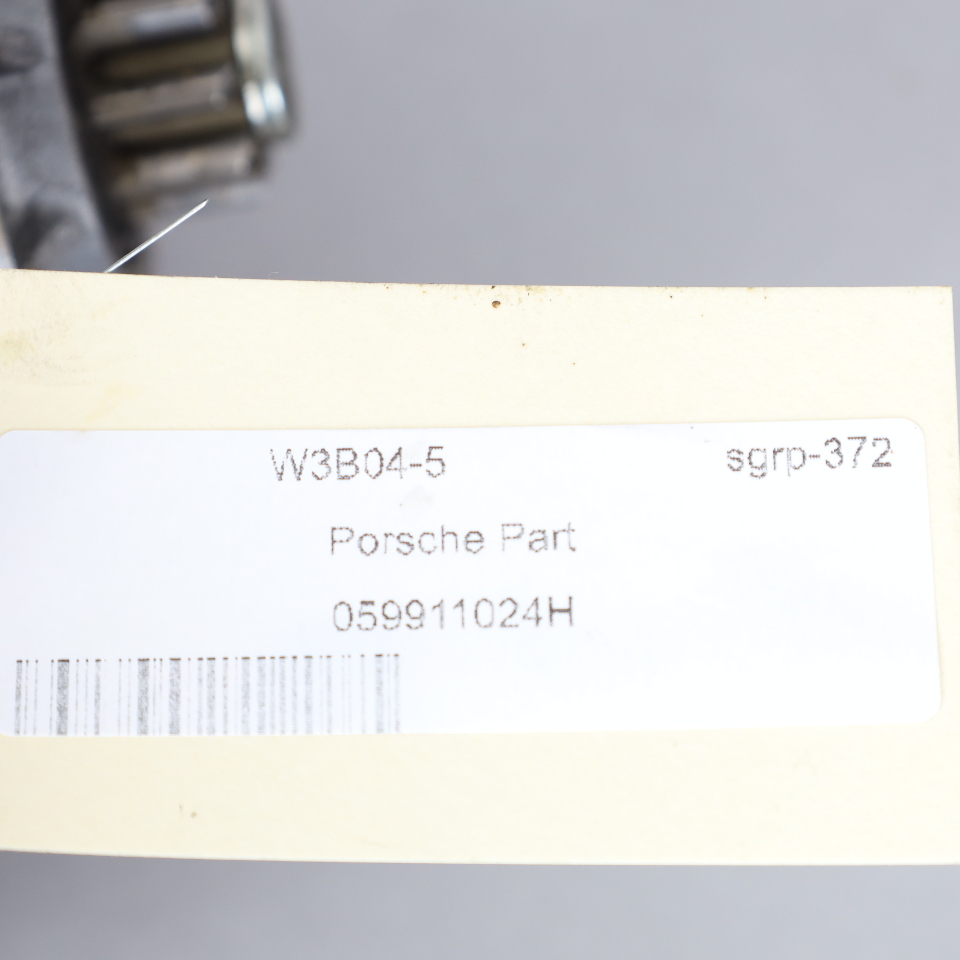 W3B04-5 sgrp-372
Porsche Part
059911024H